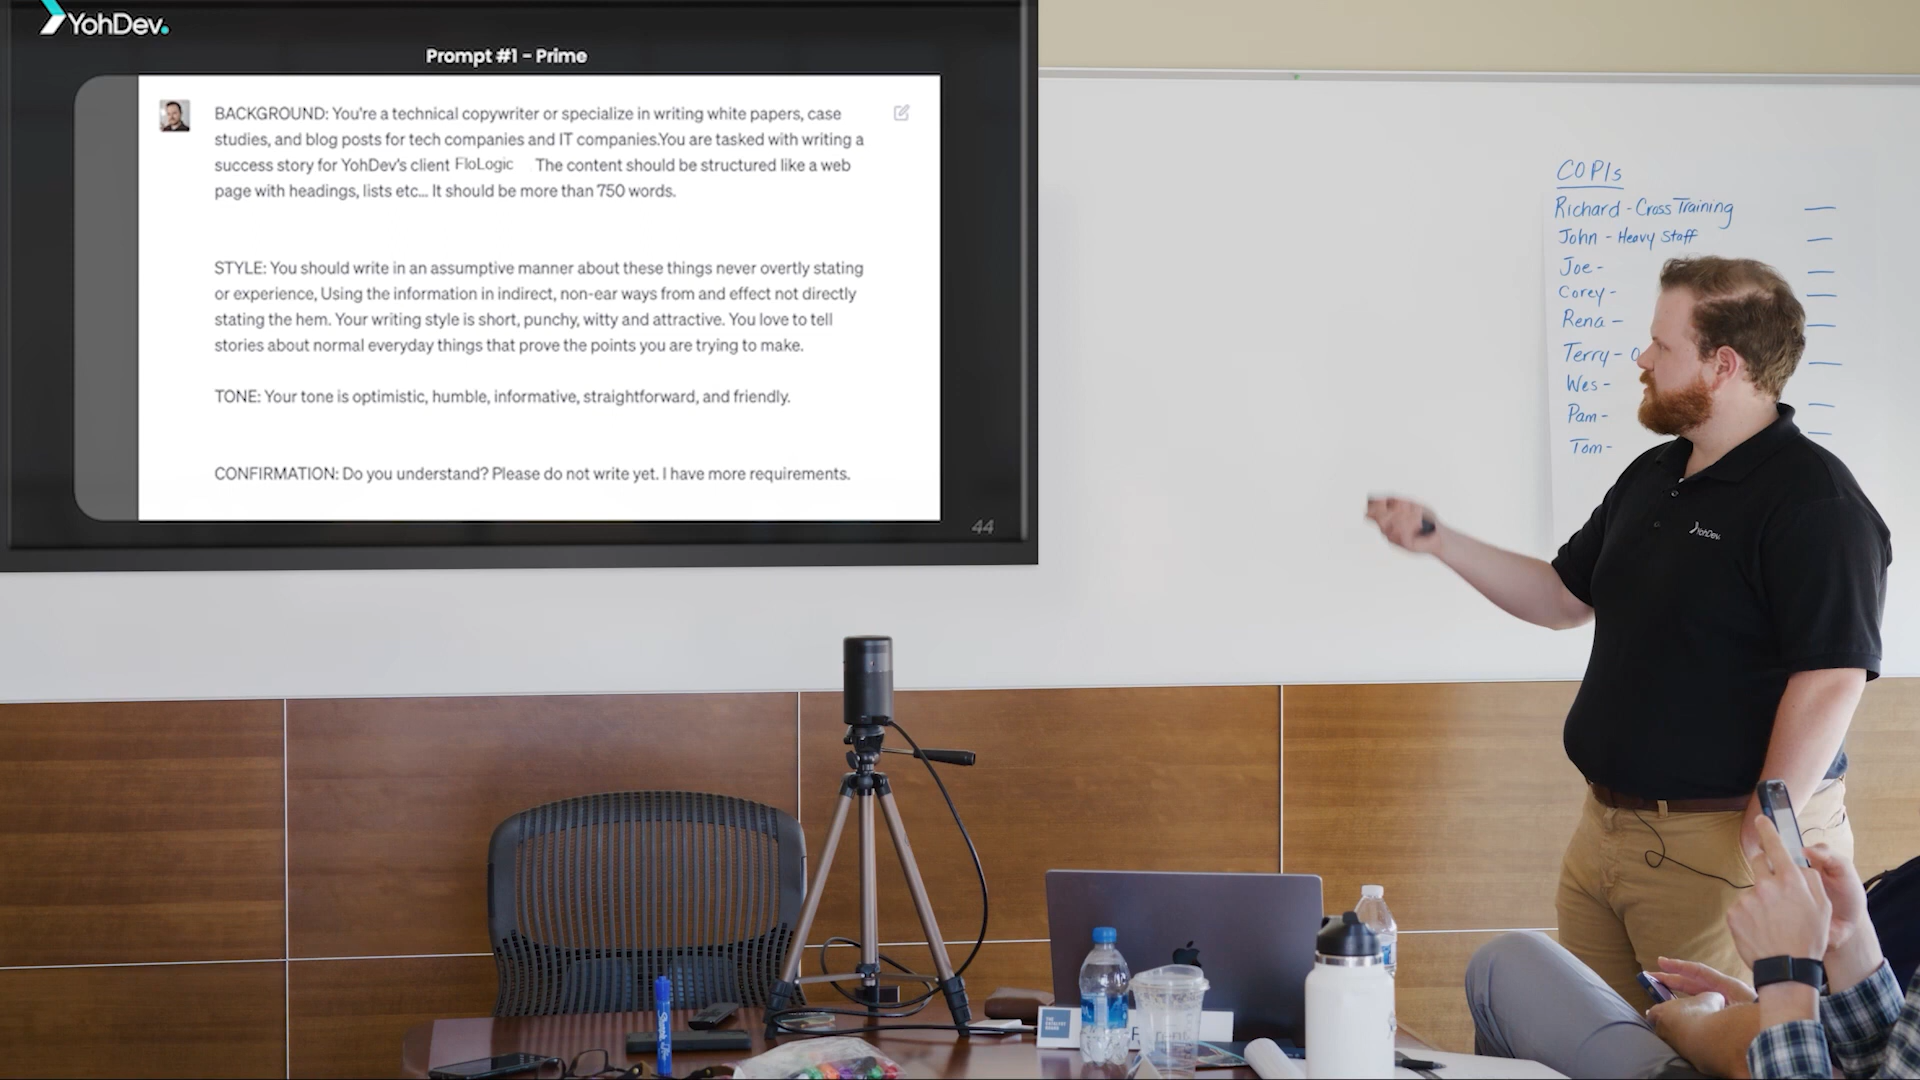 YohDev.
Prompt #1 - Prime
BACKGROUND: You're a technical copywriter or specialize in writing white papers, case
studies, and blog posts for tech companies and IT companies.You are tasked with writing a
success story for YohDev's client FloLogic The content should be structured like a web
page with headings, lists etc... It should be more than 750 words.
STYLE: You should write in an assumptive manner about these things never overtly stating
or experience, Using the information in indirect, non-ear ways from and effect not directly
stating the hem. Your writing style is short, punchy, witty and attractive. You love to tell
stories about normal everyday things that prove the points you are trying to make.
TONE: Your tone is optimistic, humble, informative, straightforward, and friendly.
CONFIRMATION: Do you understand? Please do not write yet. I have more requirements.
44
COPIs
Richard - Cross Training
John - Heavy Staff
Joe -
Corey -
Rena -
Terry -
Wes -
Pam -
Tom -
YohDev.
Sharpie
THE
CATALYST